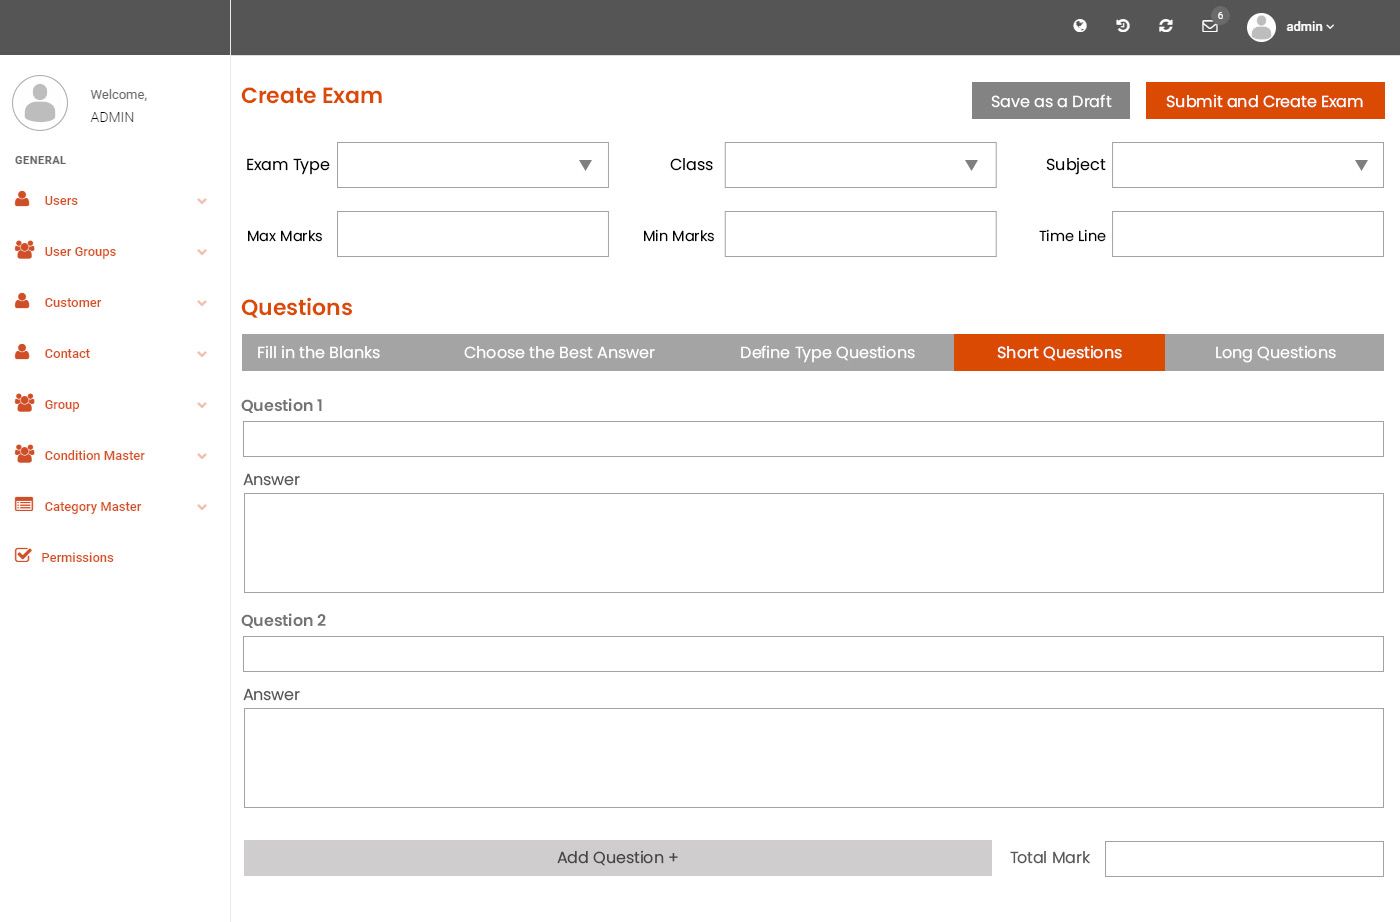 6
admin
Welcome,
ADMIN
GENERAL
Users
User Groups
Customer
Contact
Group
Condition Master
Category Master
Permissions
Create Exam
Save as a Draft
Submit and Create Exam
Exam Type
Class
Subject
Max Marks
Min Marks
Time Line
Questions
Fill in the Blanks
Choose the Best Answer
Define Type Questions
Short Questions
Long Questions
Question 1
Answer
Question 2
Answer
Add Question +
Total Mark